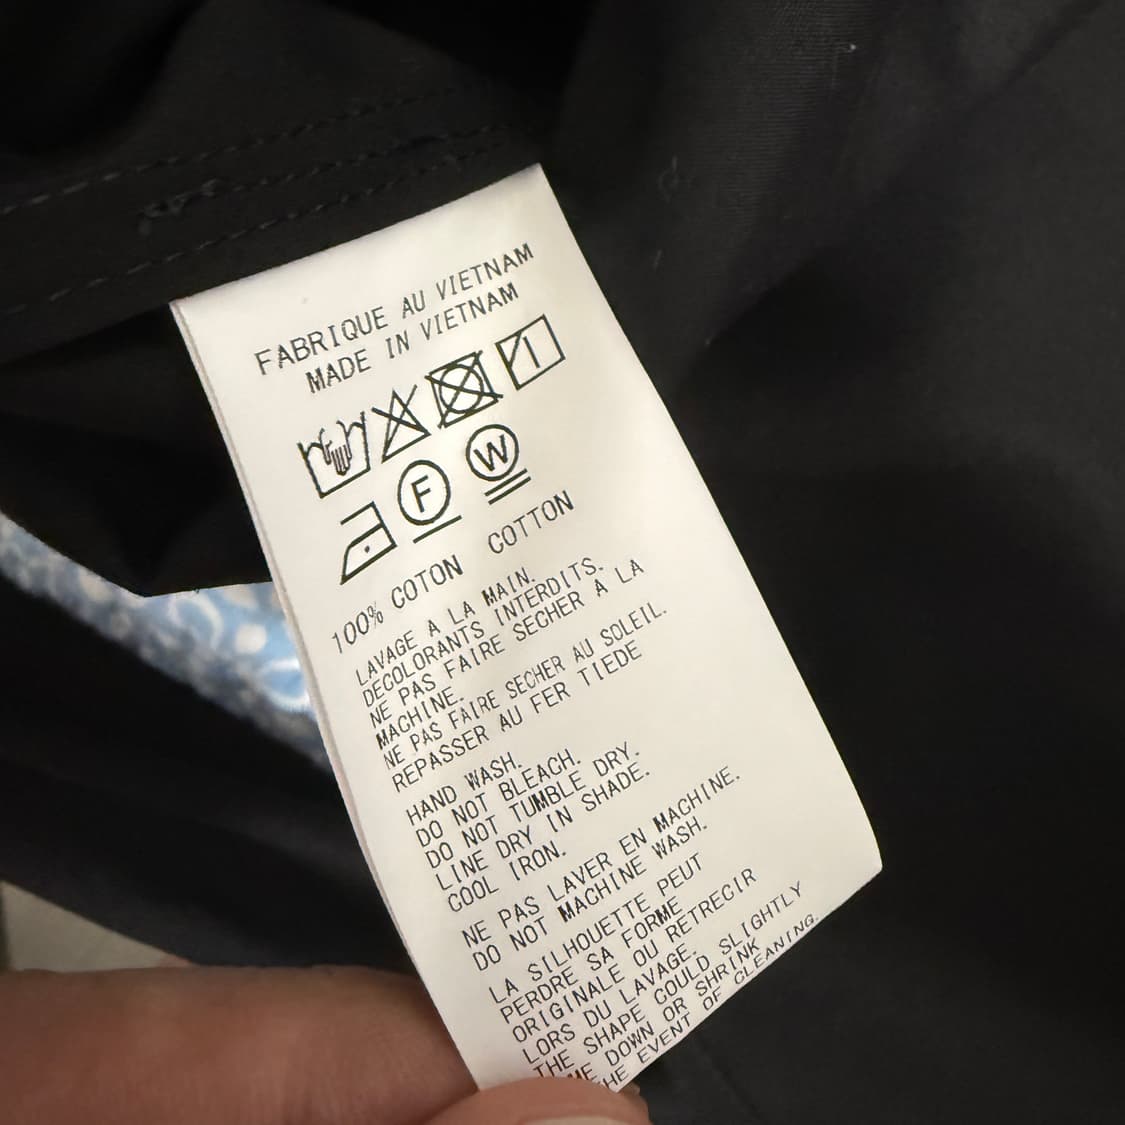 FABRIQUE AU VIETNAM
MADE IN VIETNAM
F W
100% COTON COTTON
LAVAGE A LA MAIN.
DECOLORANTS INTERDITS.
NE PAS FAIRE SECHER A LA
MACHINE.
NE PAS FAIRE SECHER AU SOLEIL.
REPASSER AU FER TIEDE
HAND WASH.
DO NOT BLEACH.
DO NOT TUMBLE DRY.
LINE DRY IN SHADE.
COOL IRON.
NE PAS LAVER EN MACHINE.
DO NOT MACHINE WASH.
LA SILHOUETTE PEUT
PERDRE SA FORME
ORIGINALE OU RETRECIR
LORS DU LAVAGE.
THE SHAPE COULD SLIGHTLY
DOWN OR SHRINK
EVENT OF CLEANING.